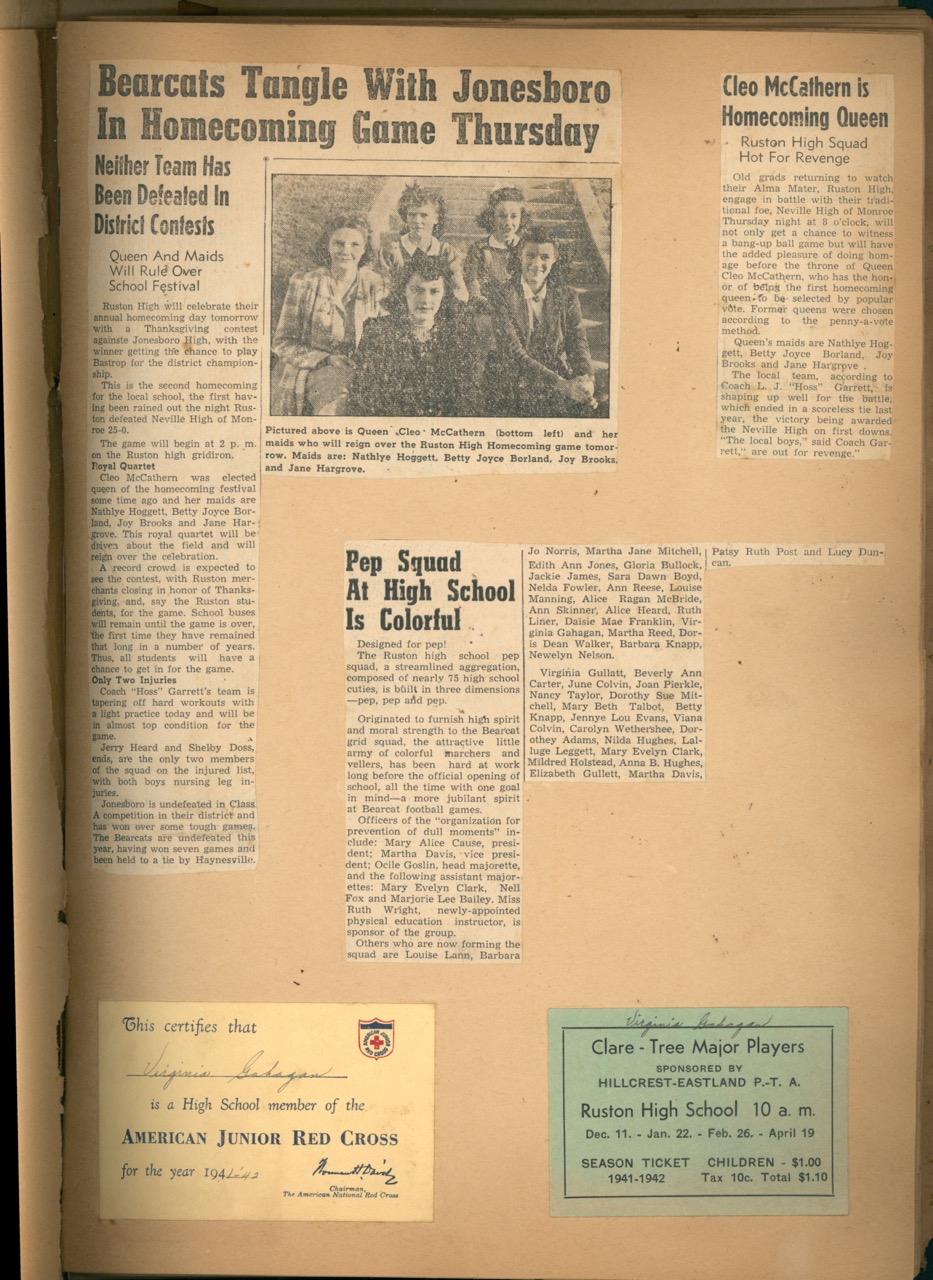 Bearcats Tangle With Jonesboro
In Homecoming Game Thursday
Neither Team Has
Been Defeated In
District Contests
Queen And Maids
Will Rule Over
School Festival
Ruston High will celebrate their
annual homecoming day tomorrow
with a Thanksgiving contest
againste Jonesboro High, with the
winner getting the chance to play
Bastrop for the district champion-
ship.
This is the second homecoming
for the local school, the first hav-
ing been rained out the night Rus-
ton defeated Neville High of Mon-
roe 25-0.
The game will begin at 2 p. m.
on the Ruston high gridiron.
Royal Quartet
Cleo McCathern was elected
queen of the homecoming festival
some time ago and her maids are
Nathlye Hoggett, Betty Joyce Bor-
land, Joy Brooks and Jane Har-
grove. This royal quartet will be
driven about the field and will
reign over the celebration.
A record crowd is expected to
see the contest, with Ruston mer-
chants closing in honor of Thanks-
giving, and, say the Ruston stu-
dents, for the game. School buses
will remain until the game is over,
the first time they have remained
that long in a number of years.
Thus, all students will have a
chance to get in for the game.
Only Two Injuries
Coach "Hoss" Garrett's team is
tapering off hard workouts with
a light practice today and will be
in almost top condition for the
game.
Jerry Heard and Shelby Doss,
ends, are the only two members
of the squad on the injured list,
with both boys nursing leg in-
juries.
Jonesboro is undefeated in Class
A competition in their district and
has won over some tough games.
The Bearcats are undefeated this
year, having won seven games and
been held to a tie by Haynesville.
Pictured above is Queen Cleo McCathern (bottom left) and her
maids who will reign over the Ruston High Homecoming game tomor-
row. Maids are: Nathlye Hoggett, Betty Joyce Borland, Joy Brooks,
and Jane Hargrove.
Cleo McCathern is
Homecoming Queen
Ruston High Squad
Hot For Revenge
Old grads returning to watch
their Alma Mater, Ruston High,
engage in battle with their tradi-
tional foe, Neville High of Monroe
Thursday night at 8 o'clock, will
not only get a chance to witness
a bang-up ball game but will have
the added pleasure of doing hom-
age before the throne of Queen
Cleo McCathern, who has the hon-
or of being the first homecoming
queen to be selected by popular
vote. Former queens were chosen
according to the penny-a-vote
method.
Queen's maids are Nathlye Hog-
gett, Betty Joyce Borland, Joy
Brooks and Jane Hargrove .
The local team, according to
Coach L. J. "Hoss" Garrett, is
shaping up well for the battle,
which ended in a scoreless tie last
year, the victory being awarded
the Neville High on first downs.
"The local boys," said Coach Gar-
rett," are out for revenge."
Pep Squad
At High School
Is Colorful
Designed for pep!
The Ruston high school pep
squad, a streamlined aggregation,
composed of nearly 75 high school
cuties, is built in three dimensions
—pep, pep and pep.
Originated to furnish high spirit
and moral strength to the Bearcat
grid squad, the attractive little
army of colorful marchers and
yellers, has been hard at work
long before the official opening of
school, all the time with one goal
in mind—a more jubilant spirit
at Bearcat football games.
Officers of the "organization for
prevention of dull moments" in-
clude: Mary Alice Cause, presi-
dent; Martha Davis, vice presi-
dent; Ocile Goslin, head majorette,
and the following assistant major-
ettes: Mary Evelyn Clark, Nell
Fox and Marjorie Lee Bailey. Miss
Ruth Wright, newly-appointed
physical education instructor, is
sponsor of the group.
Others who are now forming the
squad are Louise Lann, Barbara
Jo Norris, Martha Jane Mitchell,
Edith Ann Jones, Gloria Bullock,
Jackie James, Sara Dawn Boyd,
Nelda Fowler, Ann Reese, Louise
Manning, Alice Ragan McBride,
Ann Skinner, Alice Heard, Ruth
Liner, Daisie Mae Franklin, Vir-
ginia Gahagan, Martha Reed, Dor-
is Dean Walker, Barbara Knapp,
Newelyn Nelson.
Virginia Gullatt, Beverly Ann
Carter, June Colvin, Joan Pierkle,
Nancy Taylor, Dorothy Sue Mit-
chell, Mary Beth Talbot, Betty
Knapp, Jennye Lou Evans, Viana
Colvin, Carolyn Wethershee, Dor-
othey Adams, Nilda Hughes, Lal-
luge Leggett, Mary Evelyn Clark,
Mildred Holstead, Anna B. Hughes,
Elizabeth Gullett, Martha Davis,
Patsy Ruth Post and Lucy Dun-
can.
This certifies that
AMERICAN JUNIOR
RED CROSS
Virginia Gahagan
is a High School member of the
AMERICAN JUNIOR RED CROSS
for the year 1941-42
Norman H. Davis
Chairman,
The American National Red Cross
Virginia Gahagan
Clare - Tree Major Players
SPONSORED BY
HILLCREST-EASTLAND P.-T. A.
Ruston High School 10 a. m.
Dec. 11. - Jan. 22. - Feb. 26. - April 19
SEASON TICKET CHILDREN - $1.00
1941-1942 Tax 10c. Total $1.10